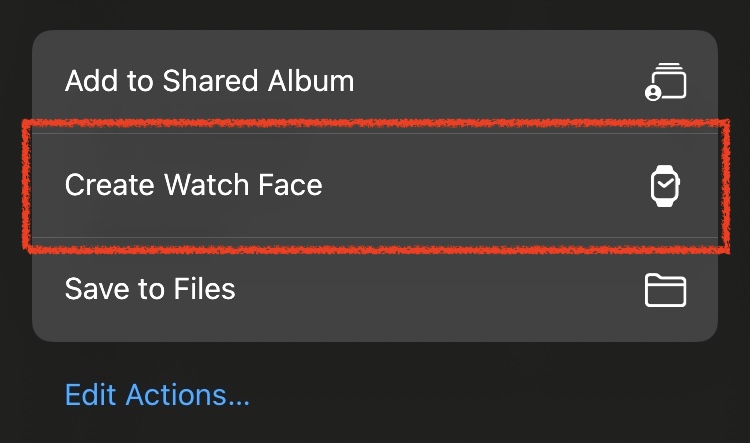 Add to Shared Album
Create Watch Face
Save to Files
Edit Actions...